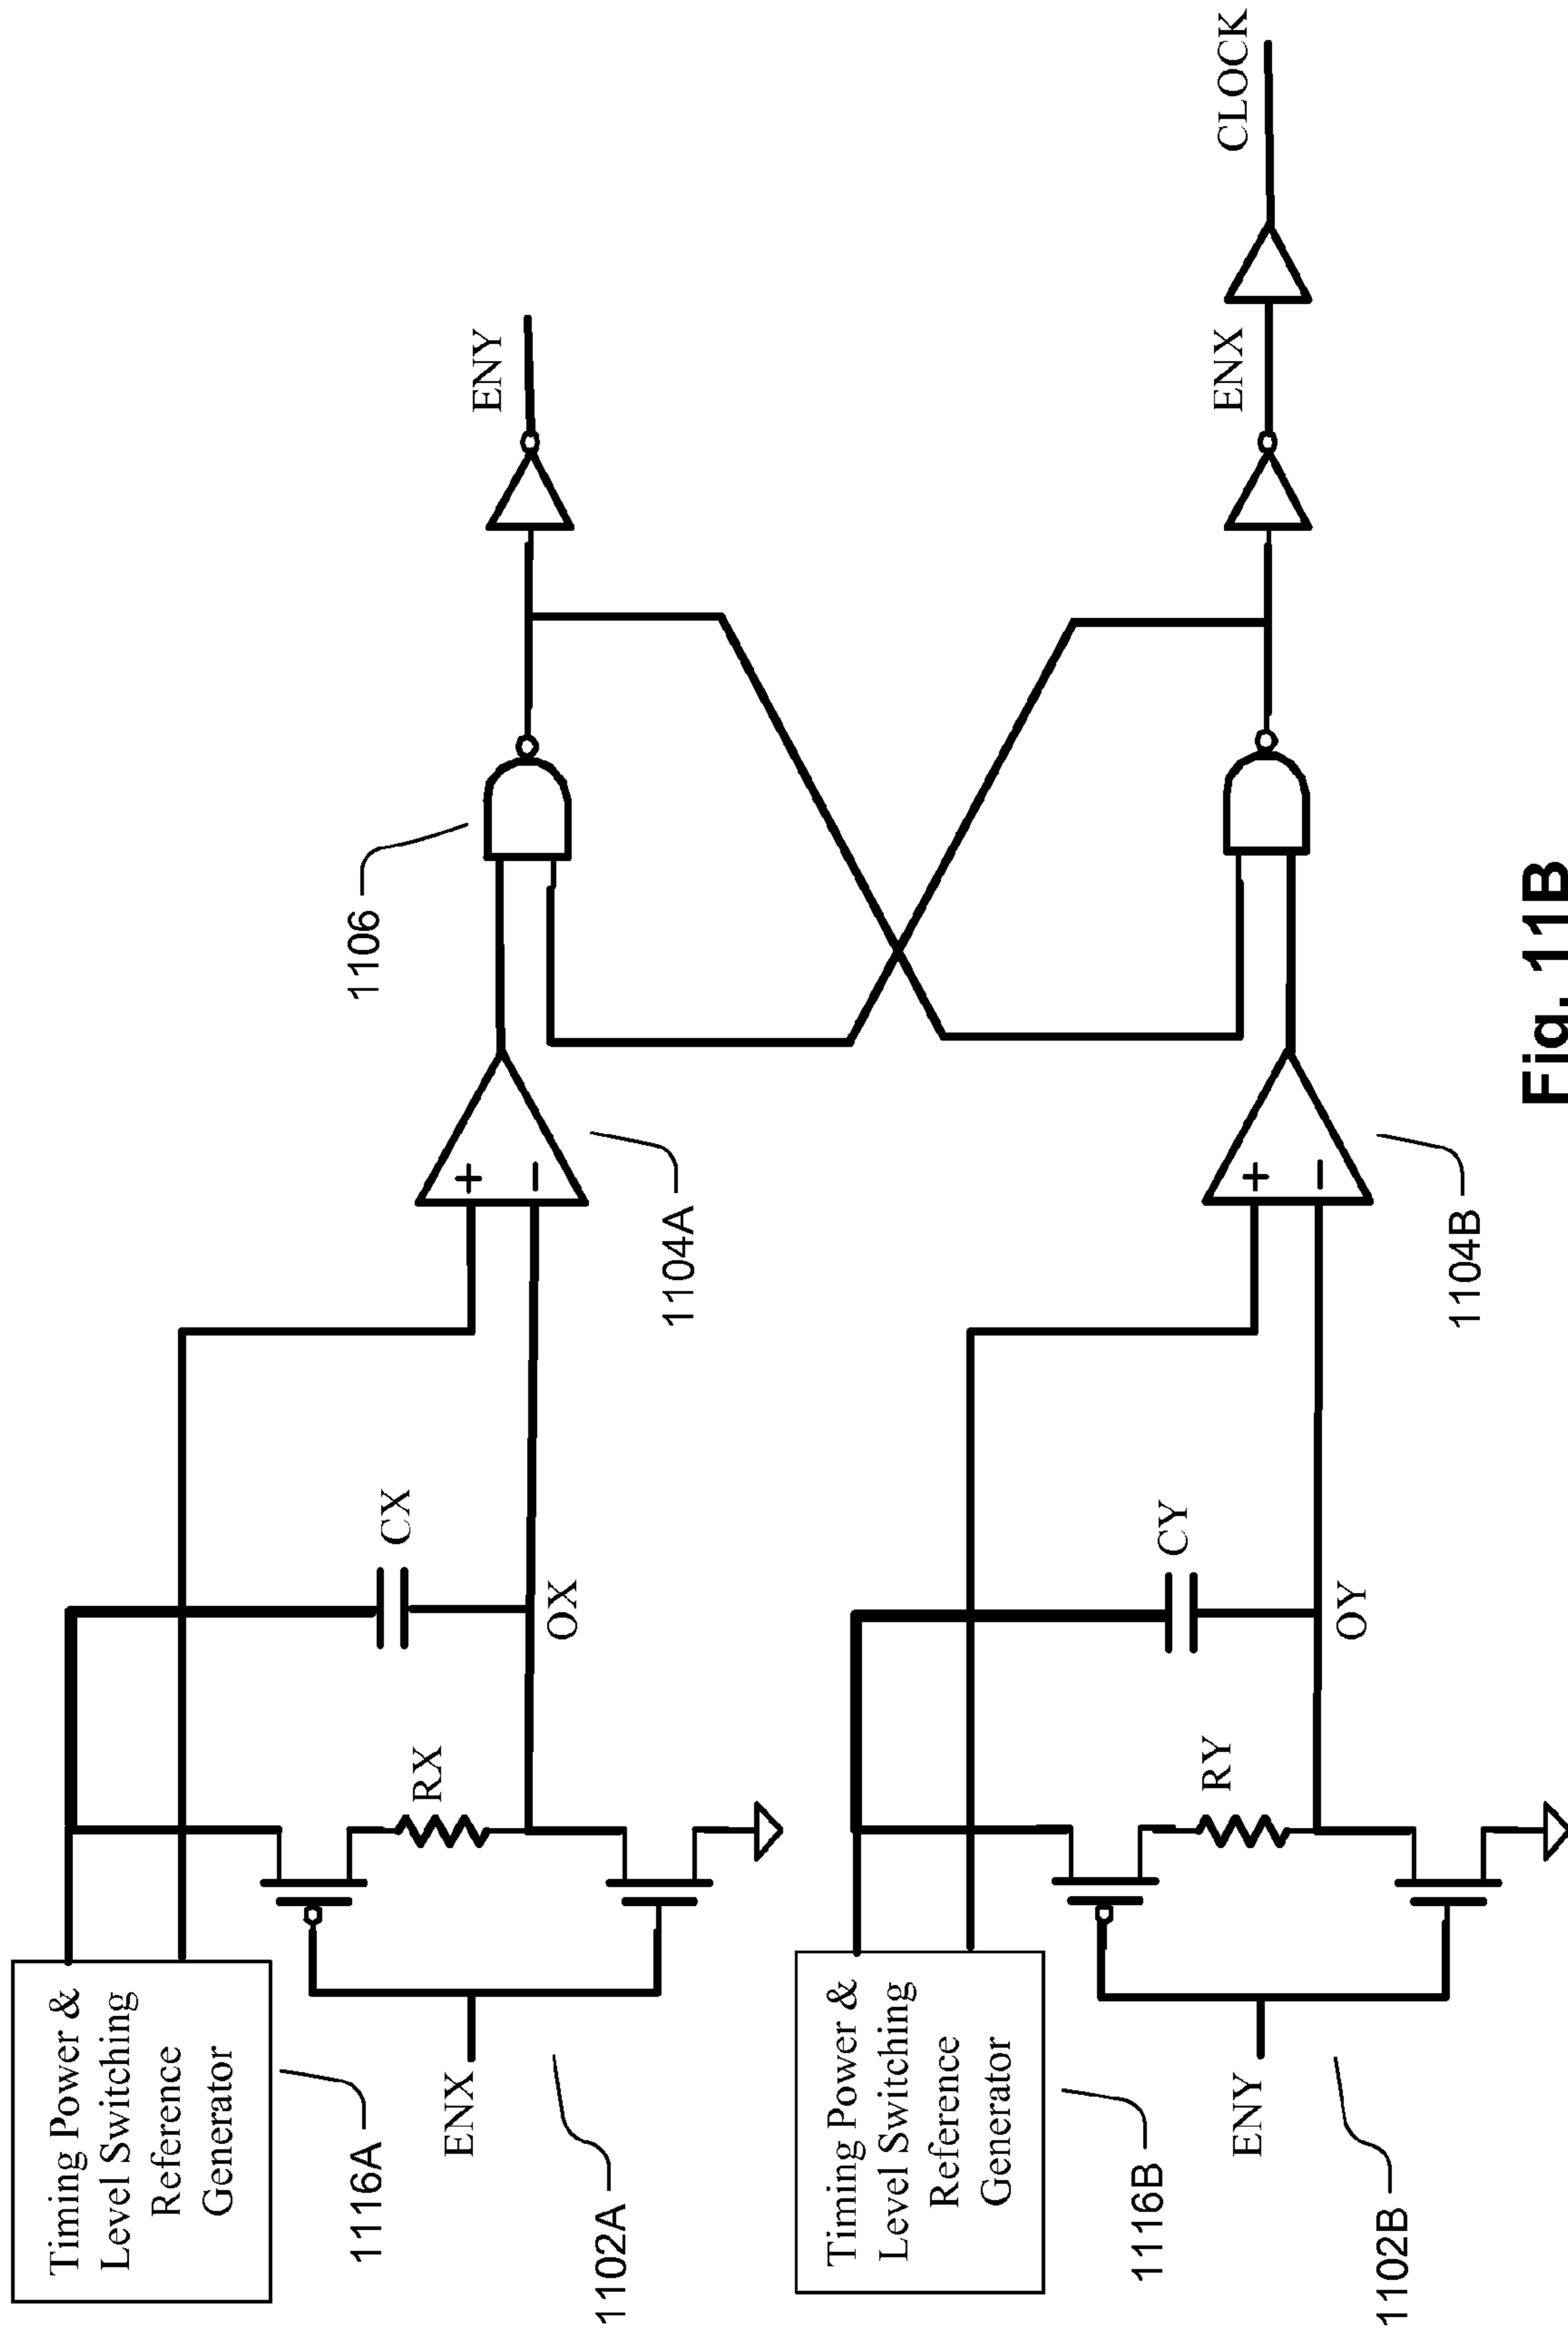 Timing Power &
Level Switching
Reference
Generator
1116A
ENX
1102A
RX
CX
OX
+
−
1104A
1106
ENY
Timing Power &
Level Switching
Reference
Generator
1116B
ENY
1102B
RY
CY
OY
+
−
1104B
ENX
CLOCK
Fig. 11B